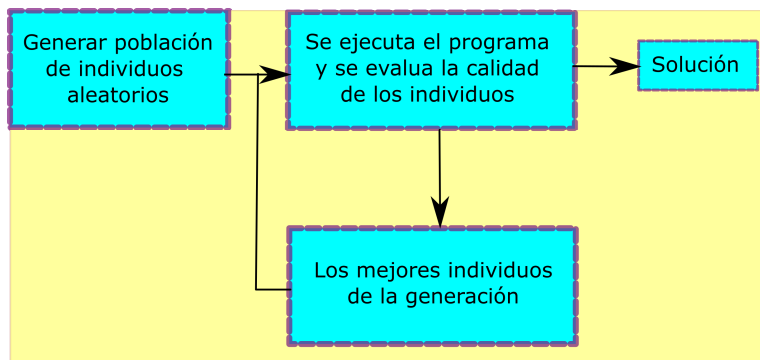 Generar población
de individuos
aleatorios
Se ejecuta el programa
y se evalua la calidad
de los individuos
Solución
Los mejores individuos
de la generación